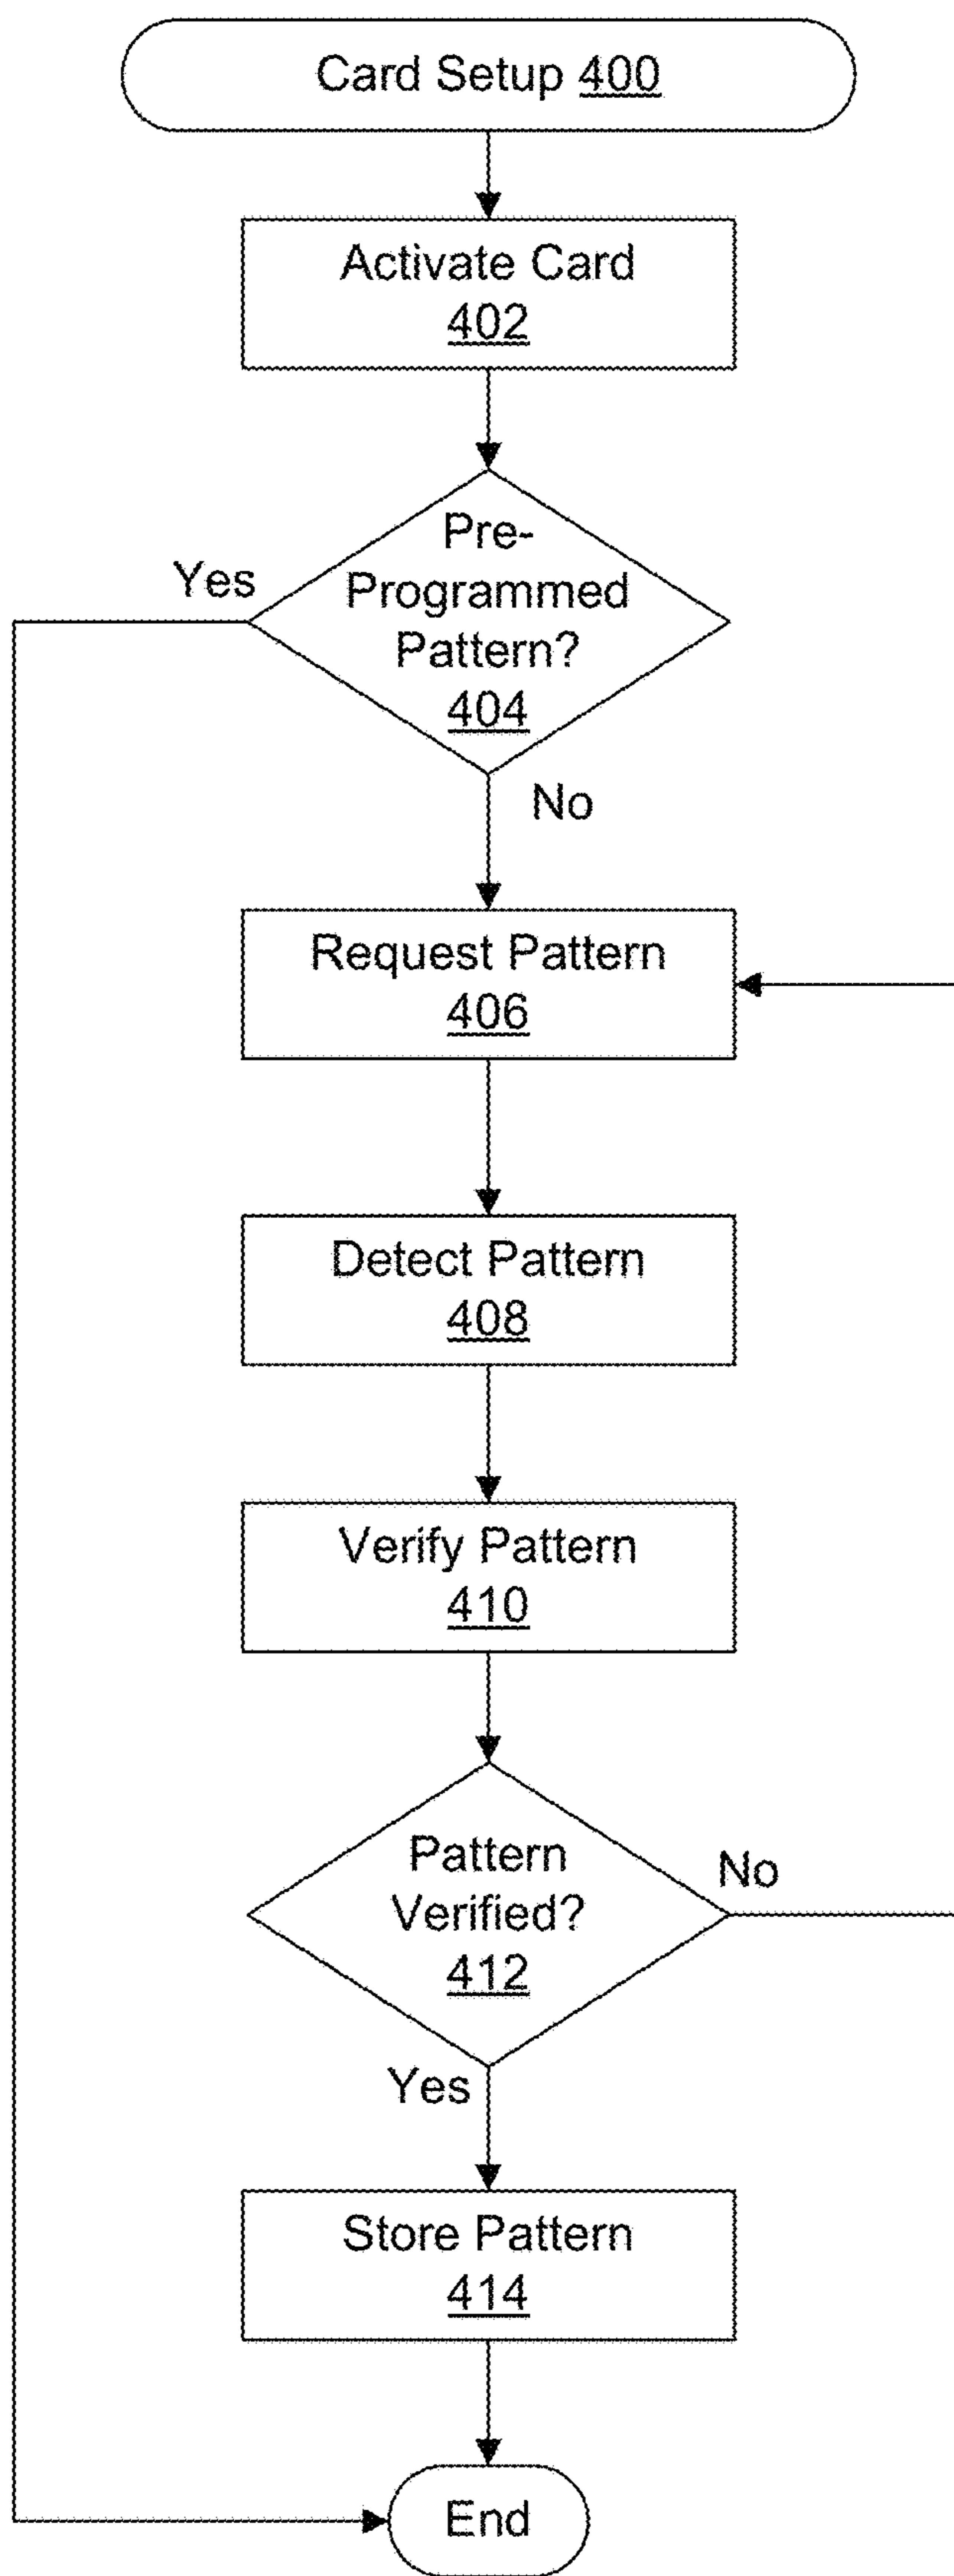 Card Setup 400
Activate Card
402
Pre-
Programmed
Pattern?
404
Yes
No
Request Pattern
406
Detect Pattern
408
Verify Pattern
410
Pattern
Verified?
412
No
Yes
Store Pattern
414
End